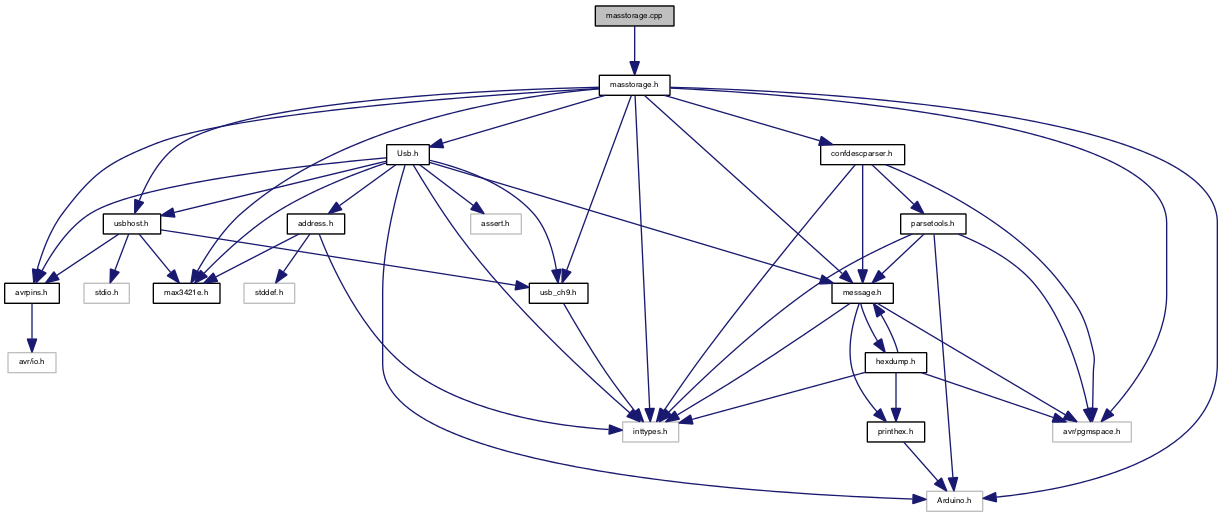 masstorage.cpp
masstorage.h
Usb.h
confdescparser.h
usbhost.h
address.h
assert.h
parsetools.h
avrpins.h
stdio.h
max3421e.h
stddef.h
usb_ch9.h
message.h
avr/io.h
hexdump.h
inttypes.h
printhex.h
avr/pgmspace.h
Arduino.h